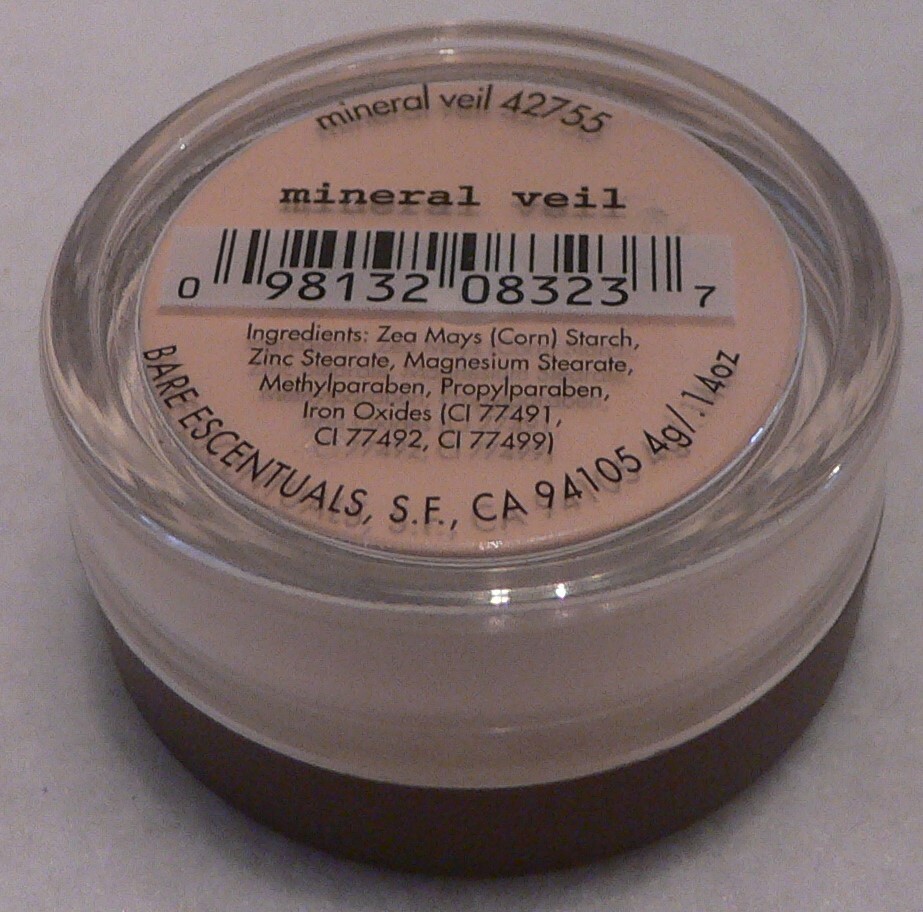 mineral veil 42755
mineral veil
0 98132 08323 7
Ingredients: Zea Mays (Corn) Starch,
Zinc Stearate, Magnesium Stearate,
Methylparaben, Propylparaben,
Iron Oxides (CI 77491,
CI 77492, CI 77499)
BARE ESCENTUALS, S.F., CA 94105 4g/.14oz